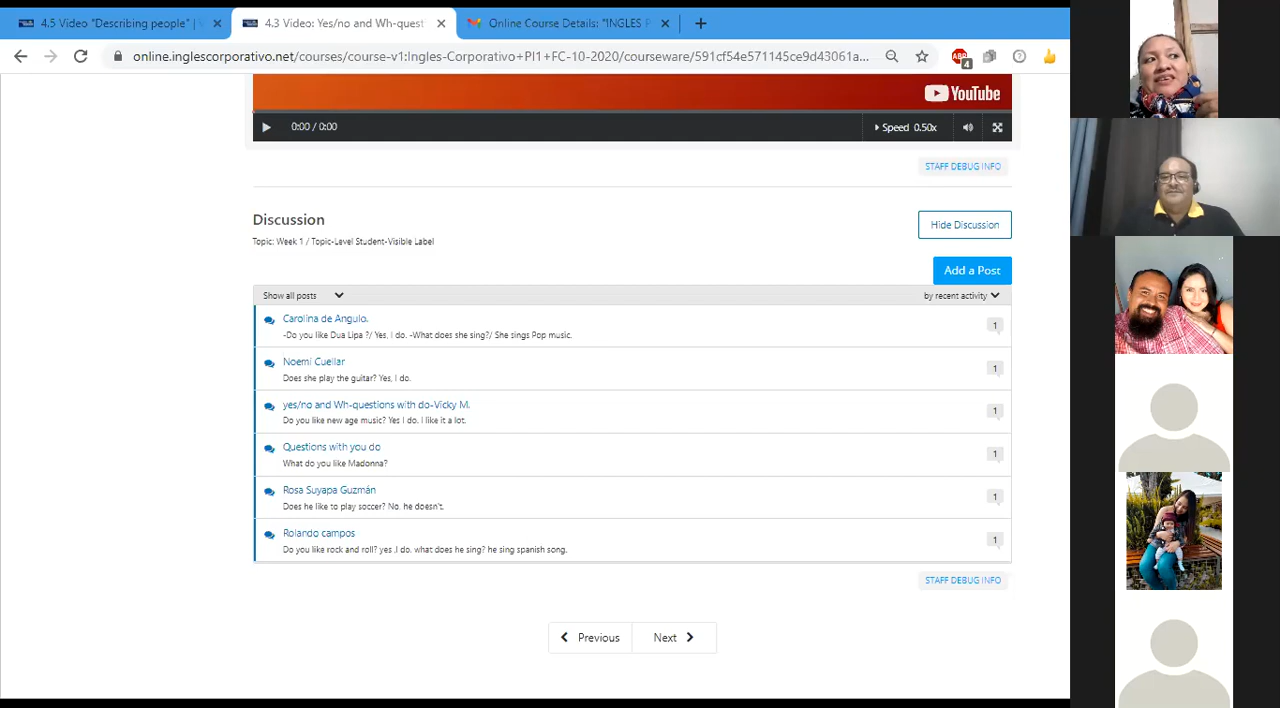 4.5 Video "Describing people" |
4.3 Video: Yes/no and Wh-quest
Online Course Details: "INGLES P
online.inglescorporativo.net/courses/course-v1:Ingles-Corporativo+PI1+FC-10-2020/courseware/591cf54e571145ce9d43061a...
ABP
4
YouTube
0:00 / 0:00
Speed 0.50x
STAFF DEBUG INFO
Discussion
Hide Discussion
Topic: Week 1 / Topic-Level Student-Visible Label
Add a Post
Show all posts
by recent activity
Carolina de Angulo.
-Do you like Dua Lipa ?/ Yes, I do. -What does she sing?/ She sings Pop music.
1
Noemí Cuellar
Does she play the guitar? Yes, I do.
1
yes/no and Wh-questions with do-Vicky M.
Do you like new age music? Yes I do. I like it a lot.
1
Questions with you do
What do you like Madonna?
1
Rosa Suyapa Guzmán
Does he like to play soccer? No. he doesn't.
1
Rolando campos
Do you like rock and roll? yes ,I do. what does he sing? he sing spanish song.
1
STAFF DEBUG INFO
Previous
Next